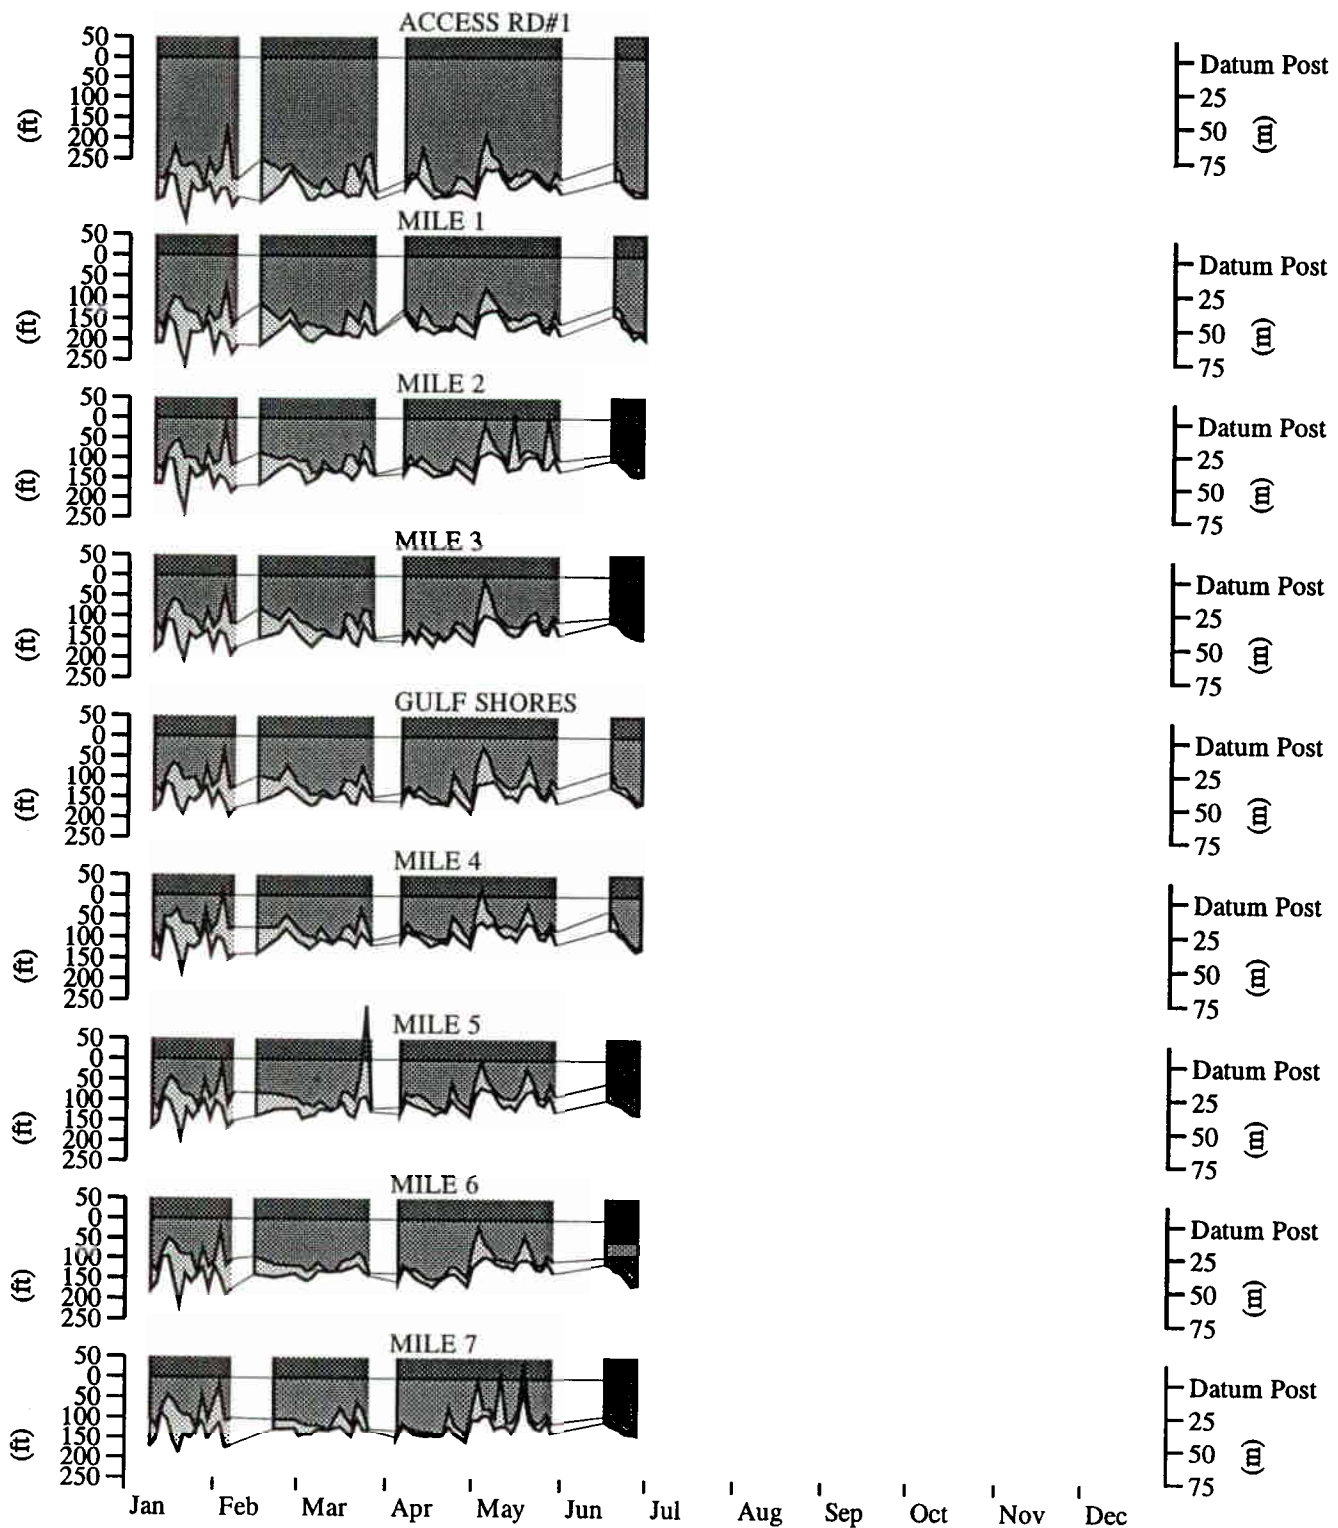 ACCESS RD#1
50
0
50
100
150
200
250
(ft)
Datum Post
25
50
75
(m)
MILE 1
50
0
50
100
150
200
250
(ft)
Datum Post
25
50
75
(m)
MILE 2
50
0
50
100
150
200
250
(ft)
Datum Post
25
50
75
(m)
MILE 3
50
0
50
100
150
200
250
(ft)
Datum Post
25
50
75
(m)
GULF SHORES
50
0
50
100
150
200
250
(ft)
Datum Post
25
50
75
(m)
MILE 4
50
0
50
100
150
200
250
(ft)
Datum Post
25
50
75
(m)
MILE 5
50
0
50
100
150
200
250
(ft)
Datum Post
25
50
75
(m)
MILE 6
50
0
50
100
150
200
250
(ft)
Datum Post
25
50
75
(m)
MILE 7
50
0
50
100
150
200
250
(ft)
Datum Post
25
50
75
(m)
Jan Feb Mar Apr May Jun Jul Aug Sep Oct Nov Dec